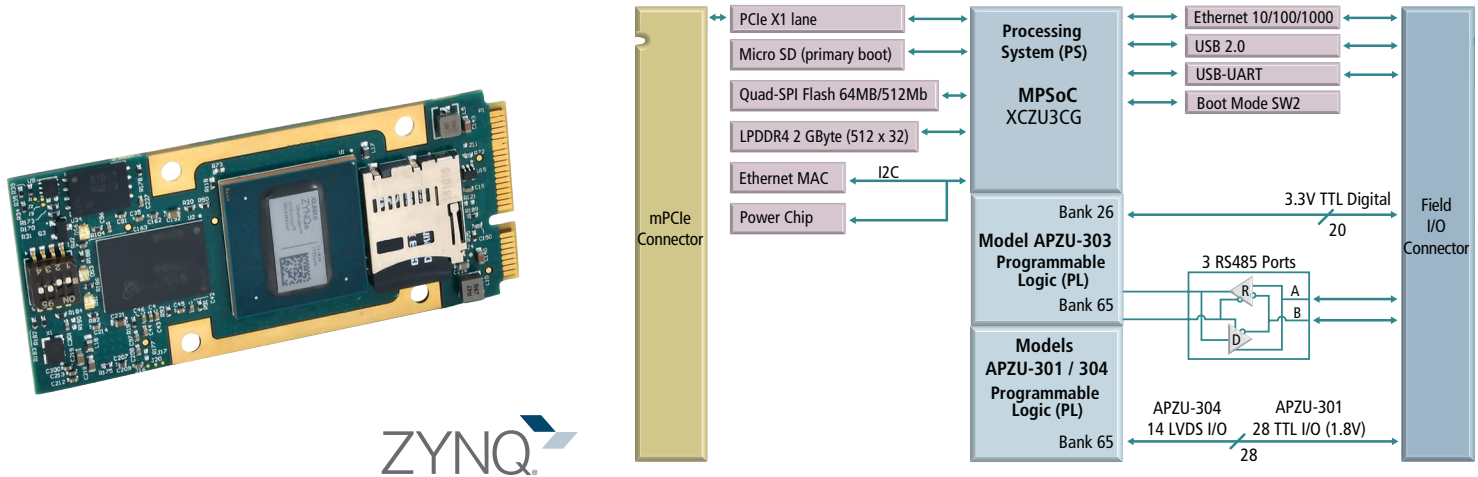 ZYNQ
ZYNQ.
®
mPCIe
Connector
PCIe X1 lane
Micro SD (primary boot)
Quad-SPI Flash 64MB/512Mb
LPDDR4 2 GByte (512 x 32)
Ethernet MAC
I2C
Power Chip
Processing
System (PS)
MPSoC
XCZU3CG
Bank 26
Model APZU-303
Programmable
Logic (PL)
Bank 65
Models
APZU-301 / 304
Programmable
Logic (PL)
Bank 65
Ethernet 10/100/1000
USB 2.0
USB-UART
Boot Mode SW2
3.3V TTL Digital
20
3 RS485 Ports
R
A
B
D
APZU-304
14 LVDS I/O
APZU-301
28 TTL I/O (1.8V)
28
Field
I/O
Connector